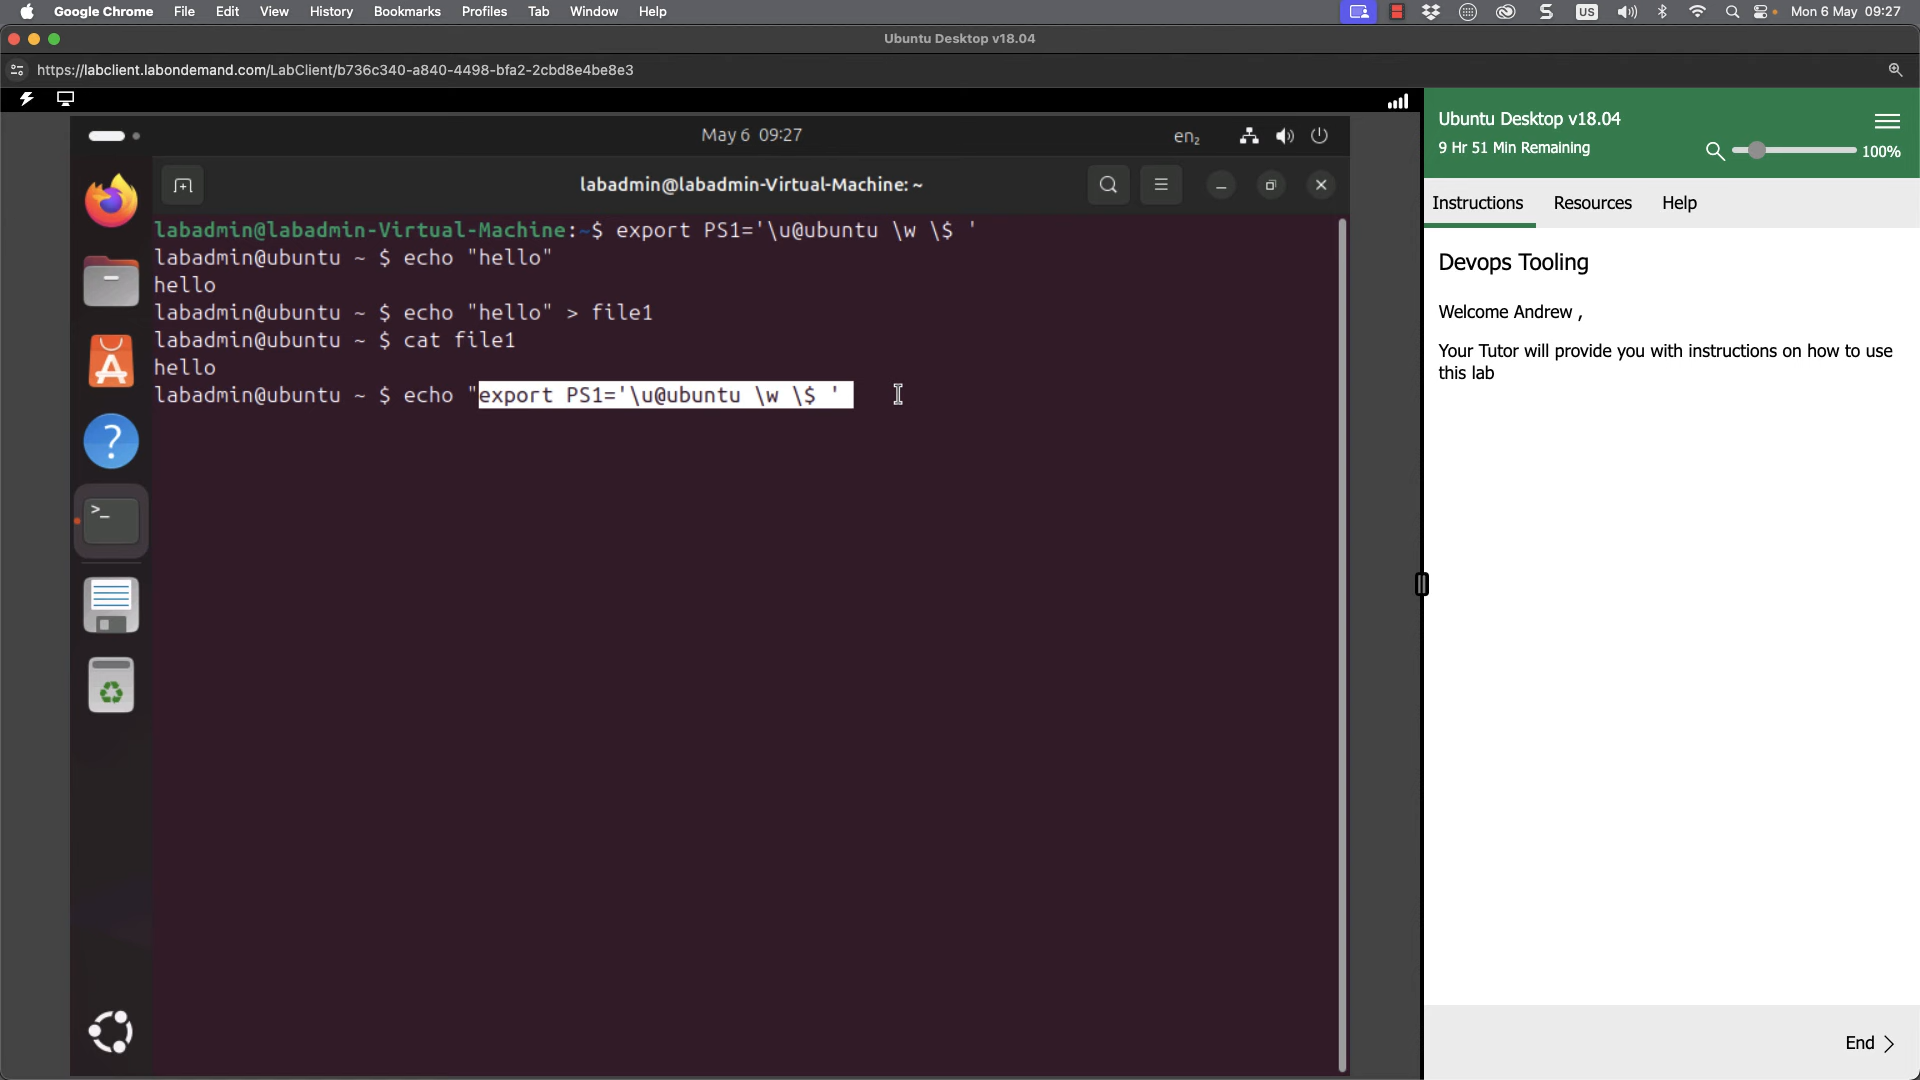 Google Chrome File Edit View History Bookmarks Profiles Tab Window Help US Mon 6 May 09:27
Ubuntu Desktop v18.04
https://labclient.labondemand.com/LabClient/b736c340-a840-4498-bfa2-2cbd8e4be8e3
May 6 09:27 en₂
labadmin@labadmin-Virtual-Machine: ~
labadmin@labadmin-Virtual-Machine:~$ export PS1='\u@ubuntu \w \$ '
labadmin@ubuntu ~ $ echo "hello"
hello
labadmin@ubuntu ~ $ echo "hello" > file1
labadmin@ubuntu ~ $ cat file1
hello
labadmin@ubuntu ~ $ echo "export PS1='\u@ubuntu \w \$ '
Ubuntu Desktop v18.04
9 Hr 51 Min Remaining
100%
Instructions Resources Help
Devops Tooling
Welcome Andrew ,
Your Tutor will provide you with instructions on how to use
this lab
End